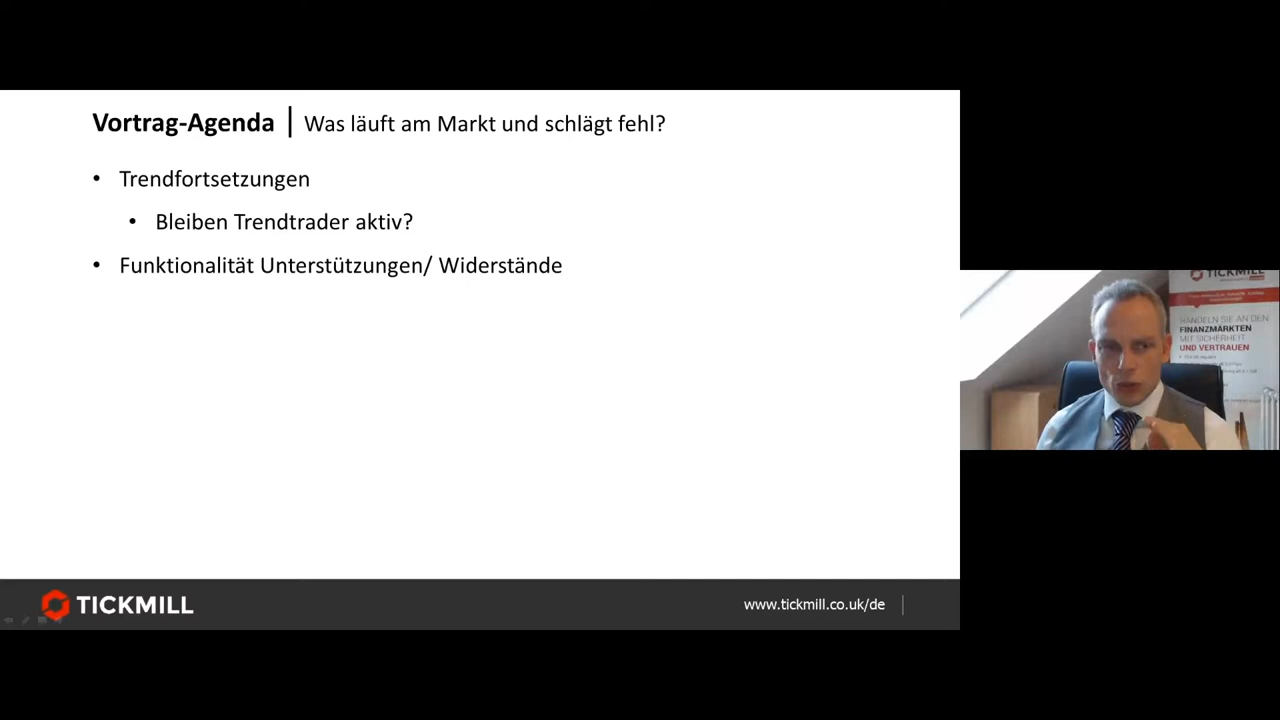 Vortrag-Agenda | Was läuft am Markt und schlägt fehl?
• Trendfortsetzungen
• Bleiben Trendtrader aktiv?
• Funktionalität Unterstützungen/ Widerstände
TICKMILL
HANDELN SIE AN DEN
FINANZMÄRKTEN
MIT SICHERHEIT
UND VERTRAUEN
TICKMILL
www.tickmill.co.uk/de